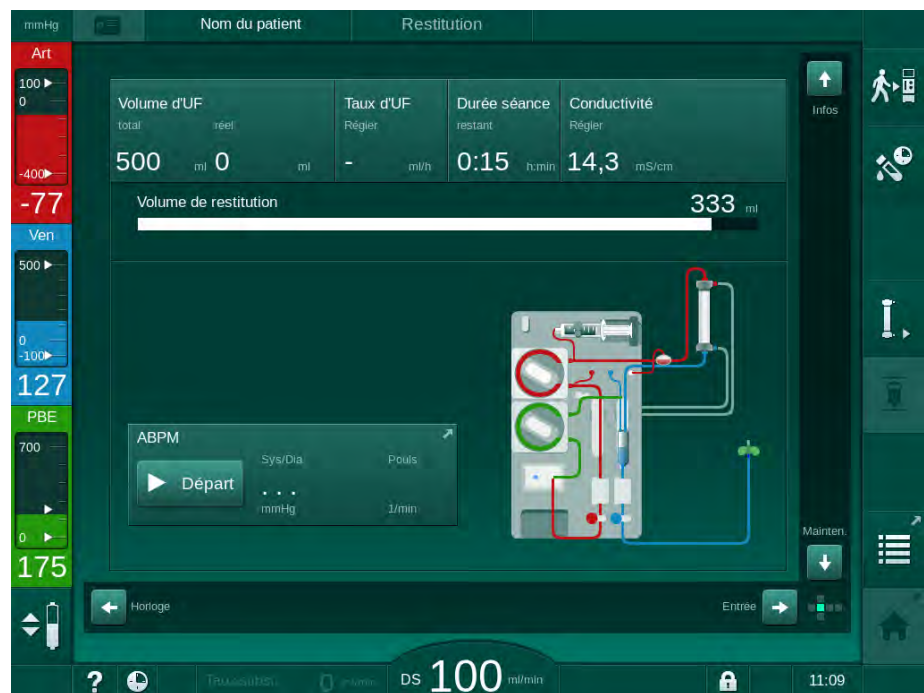 mmHg Nom du patient Restitution
Art
100
0
-400
-77
Ven
500
0
-100
127
PBE
700
0
175
Volume d'UF Taux d'UF Durée séance Conductivité
total réel Régler restant Régler
500 ml 0 ml - ml/h 0:15 h:min 14,3 mS/cm
Volume de restitution 333 ml
ABPM
Sys/Dia Pouls
Départ . . .
mmHg 1/min
Infos
Mainten.
Horloge Entrée
? DS 100 ml/min 11:09